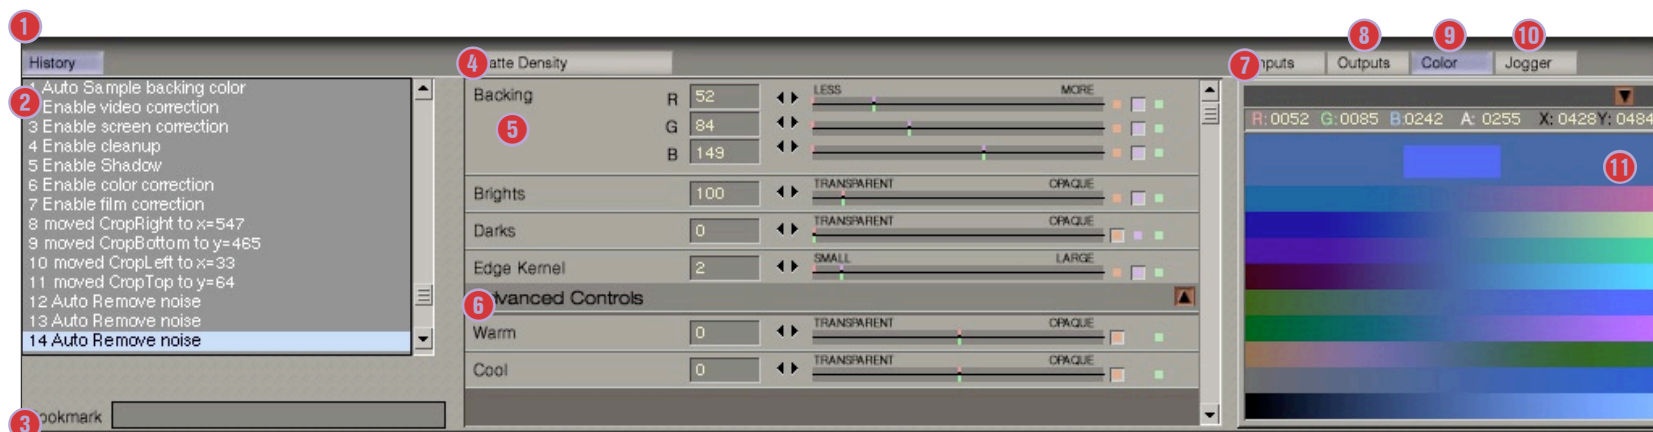 1
History
2
1 Auto Sample backing color
Enable video correction
3 Enable screen correction
4 Enable cleanup
5 Enable Shadow
6 Enable color correction
7 Enable film correction
8 moved CropRight to x=547
9 moved CropBottom to y=465
10 moved CropLeft to x=33
11 moved CropTop to y=64
12 Auto Remove noise
13 Auto Remove noise
14 Auto Remove noise
3
ookmark
4
atte Density
Backing
5
R 52 LESS MORE
G 84
B 149
Brights 100 TRANSPARENT OPAQUE
Darks 0 TRANSPARENT OPAQUE
Edge Kernel 2 SMALL LARGE
6
dvanced Controls
Warm 0 TRANSPARENT OPAQUE
Cool 0 TRANSPARENT OPAQUE
7 8 9 10
nputs Outputs Color Jogger
R:0052 G:0085 B:0242 A: 0255 X: 0428 Y: 0484
11